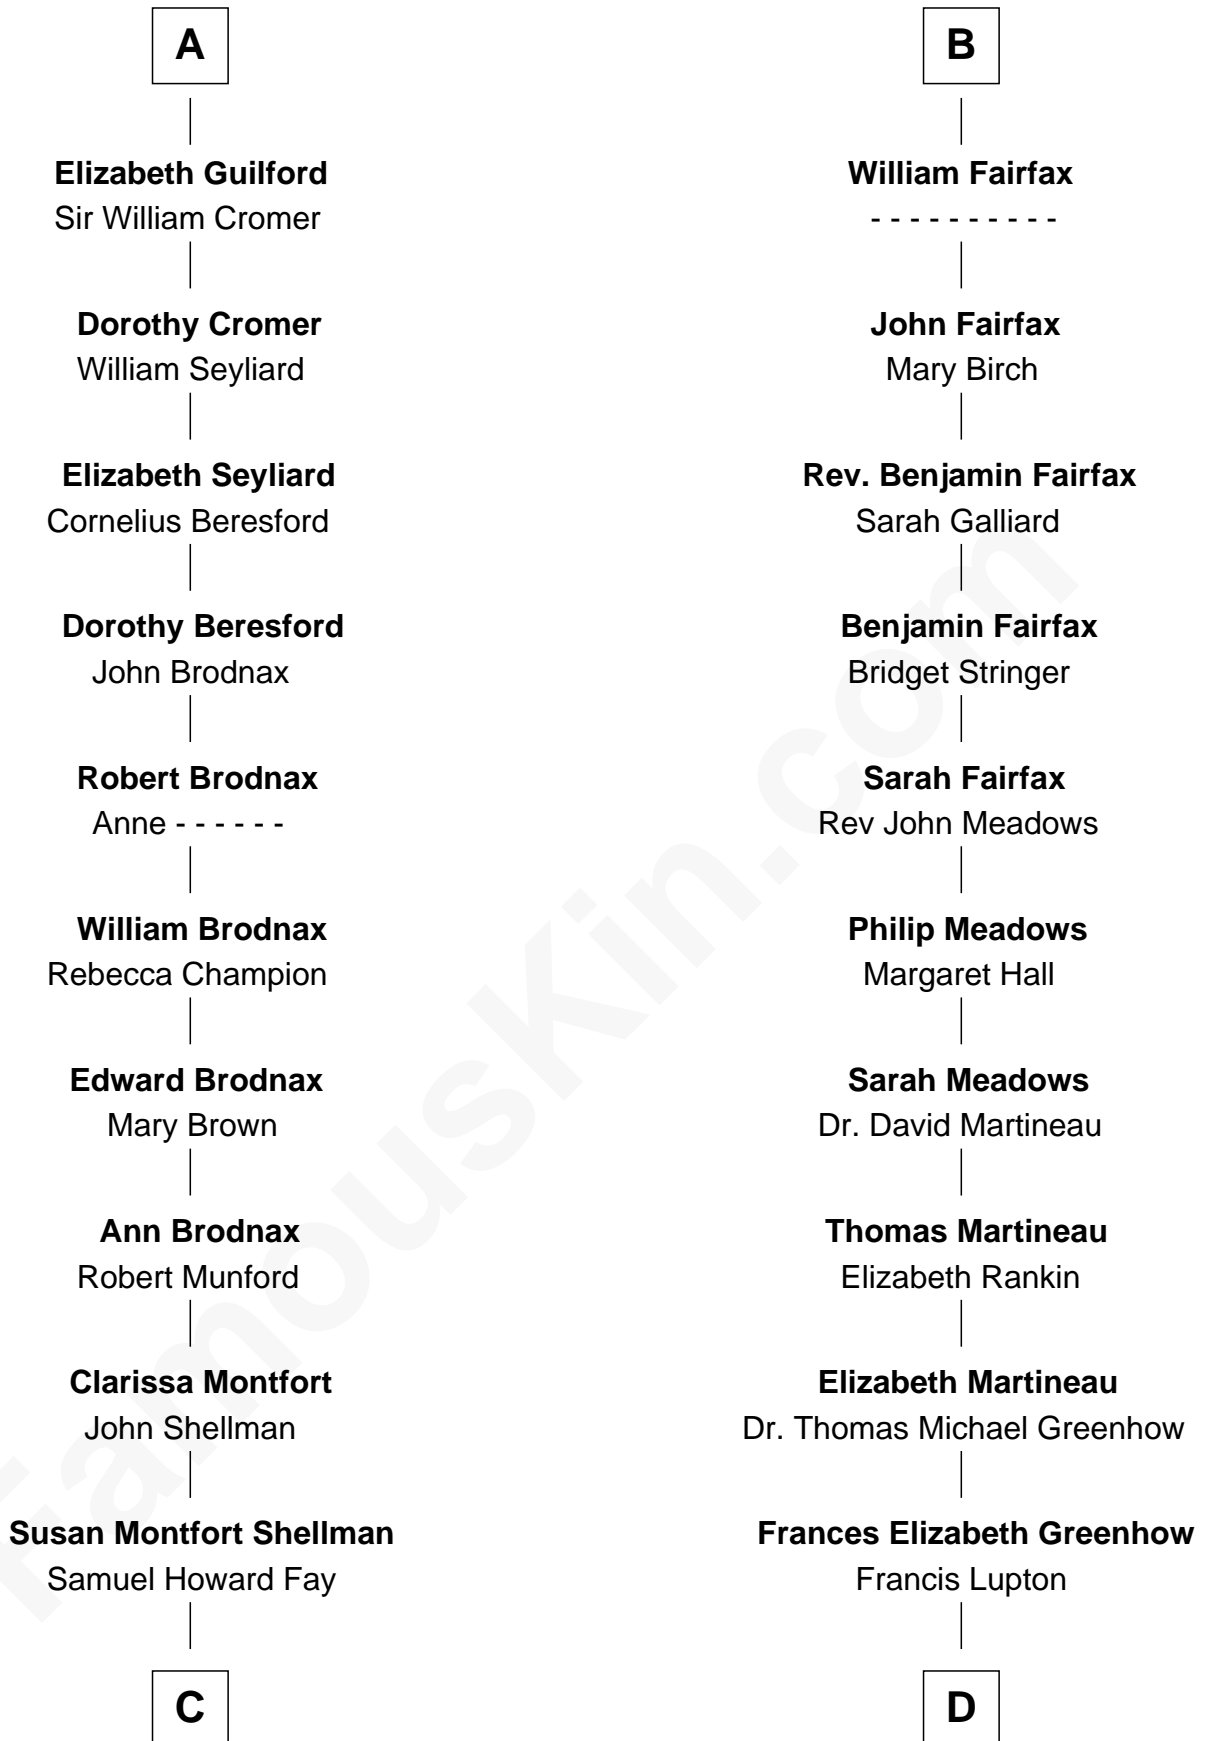 A
Elizabeth Guilford
Sir William Cromer
Dorothy Cromer
William Seyliard
Elizabeth Seyliard
Cornelius Beresford
Dorothy Beresford
John Brodnax
Robert Brodnax
Anne - - - - - -
William Brodnax
Rebecca Champion
Edward Brodnax
Mary Brown
Ann Brodnax
Robert Munford
Clarissa Montfort
John Shellman
Susan Montfort Shellman
Samuel Howard Fay
C
B
William Fairfax
- - - - - - - - - -
John Fairfax
Mary Birch
Rev. Benjamin Fairfax
Sarah Galliard
Benjamin Fairfax
Bridget Stringer
Sarah Fairfax
Rev John Meadows
Philip Meadows
Margaret Hall
Sarah Meadows
Dr. David Martineau
Thomas Martineau
Elizabeth Rankin
Elizabeth Martineau
Dr. Thomas Michael Greenhow
Frances Elizabeth Greenhow
Francis Lupton
D
FamousKin.com